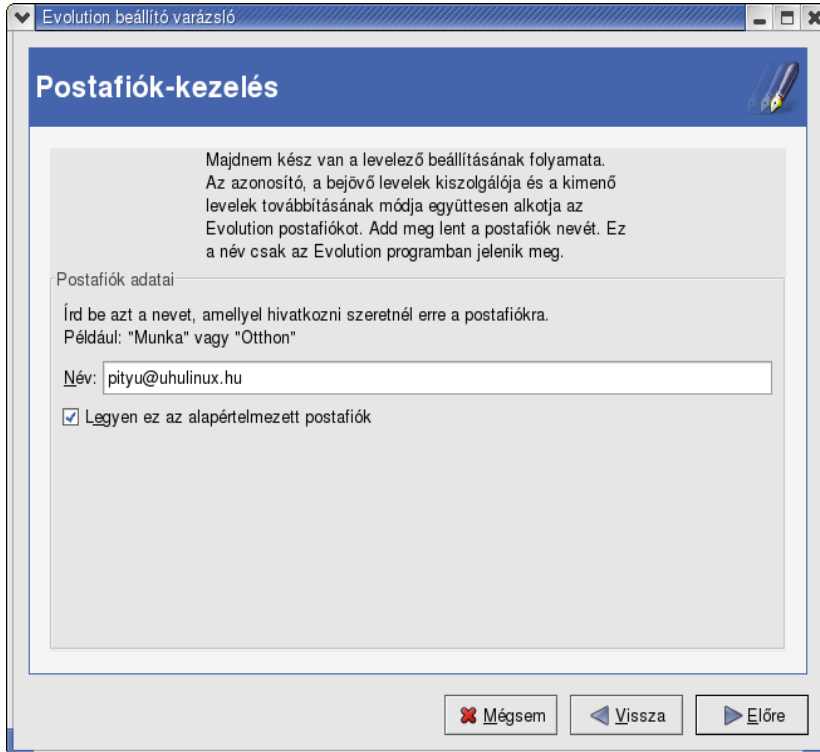 Evolution beállító varázsló
Postafiók-kezelés
Majdnem kész van a levelező beállításának folyamata.
Az azonosító, a bejövő levelek kiszolgálója és a kimenő
levelek továbbításának módja együttesen alkotja az
Evolution postafiókot. Add meg lent a postafiók nevét. Ez
a név csak az Evolution programban jelenik meg.
Postafiók adatai
Írd be azt a nevet, amellyel hivatkozni szeretnél erre a postafiókra.
Például: "Munka" vagy "Otthon"
Név: pityu@uhulinux.hu
Legyen ez az alapértelmezett postafiók
Mégsem Vissza Előre